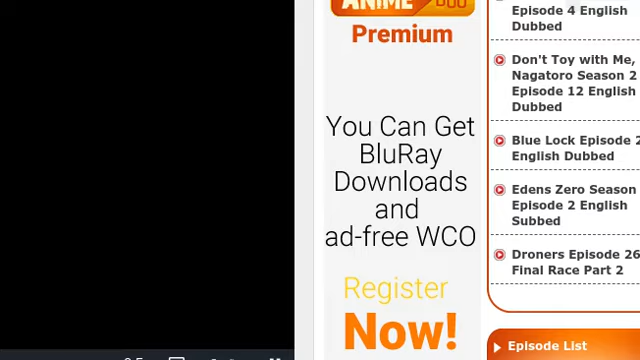 ANIME
Premium
You Can Get
BluRay
Downloads
and
ad-free WCO
Register
Now!
Episode 4 English
Dubbed
Don't Toy with Me,
Nagatoro Season 2
Episode 12 English
Dubbed
Blue Lock Episode 2
English Dubbed
Edens Zero Season
Episode 2 English
Subbed
Droners Episode 26
Final Race Part 2
Episode List